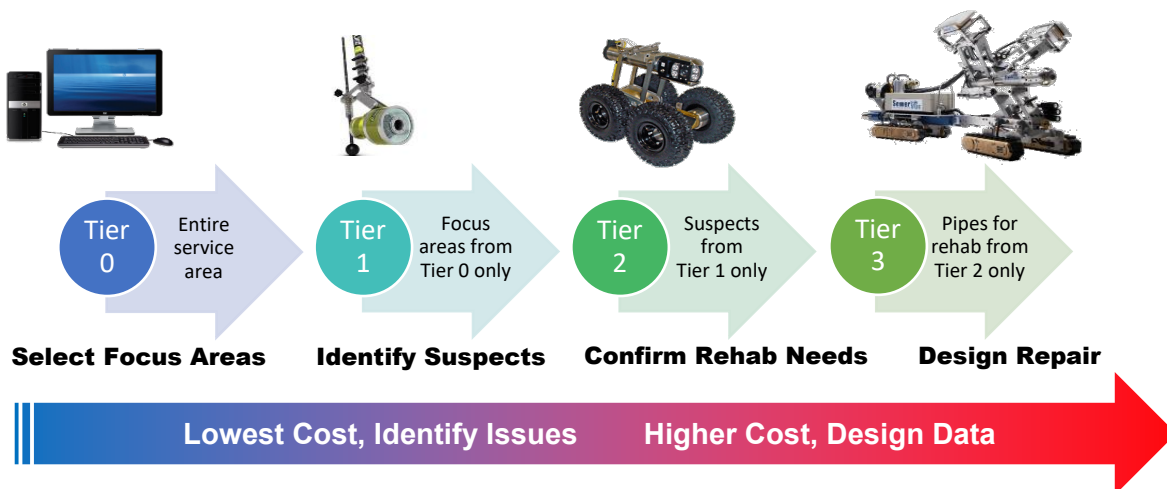 Sewer
Tier
0
Entire
service
area
Tier
1
Focus
areas from
Tier 0 only
Tier
2
Suspects
from
Tier 1 only
Tier
3
Pipes for
rehab from
Tier 2 only
Select Focus Areas
Identify Suspects
Confirm Rehab Needs
Design Repair
Lowest Cost, Identify Issues
Higher Cost, Design Data